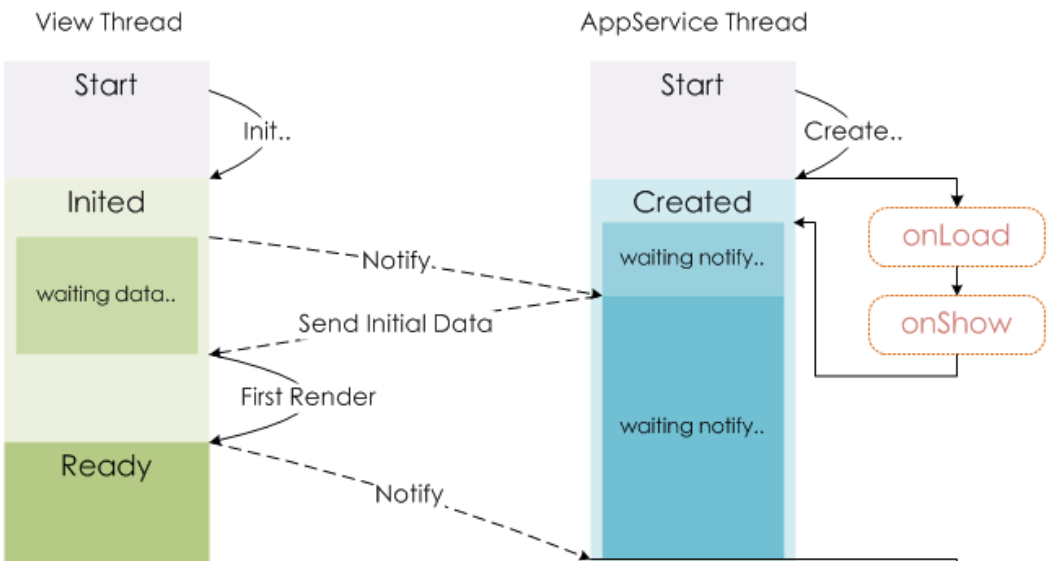 View Thread
AppService Thread
Start
Start
Init..
Create..
Inited
Created
onLoad
Notify.
waiting notify..
waiting data..
Send Initial Data
onShow
First Render
waiting notify..
Ready
Notify